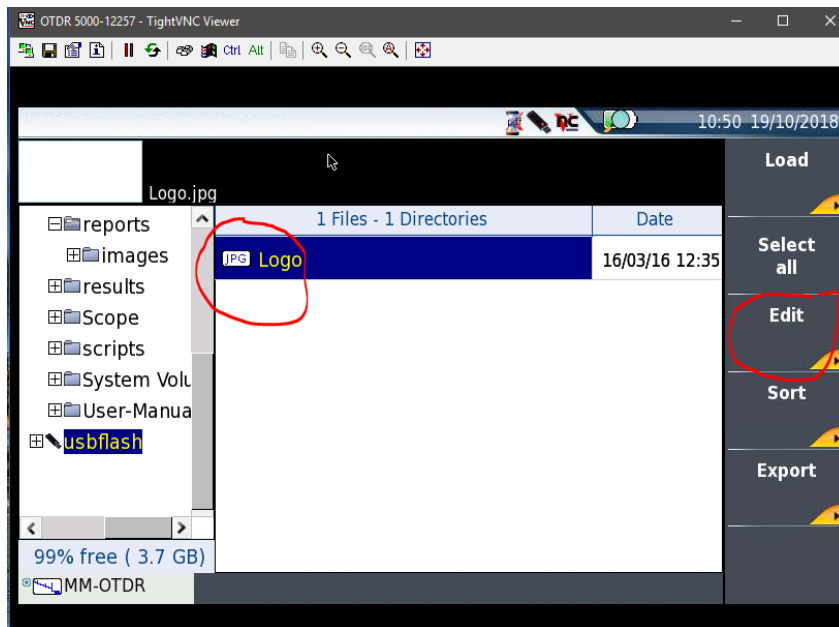 OTDR 5000-12257 - TightVNC Viewer
Ctrl Alt
10:50 19/10/2018
Logo.jpg
reports
images
results
Scope
scripts
System Volu
User-Manua
usbflash
99% free ( 3.7 GB)
MM-OTDR
1 Files - 1 Directories Date
JPG Logo 16/03/16 12:35
Load
Select
all
Edit
Sort
Export